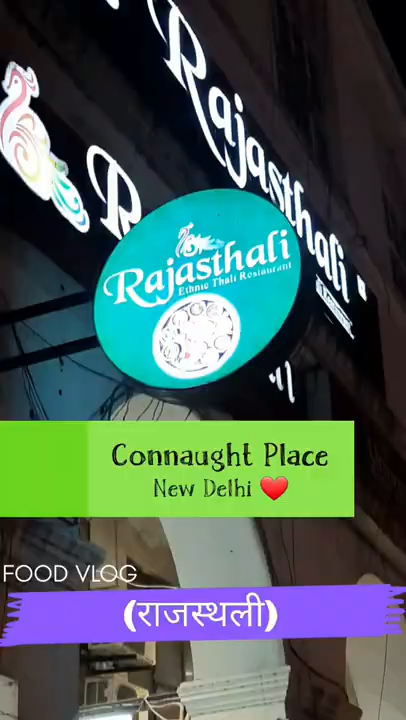 Rajasthali
Rajasthali
Ethnic Thali Restaurant
Connaught Place
New Delhi ❤️
FOOD VLOG
(राजस्थली)